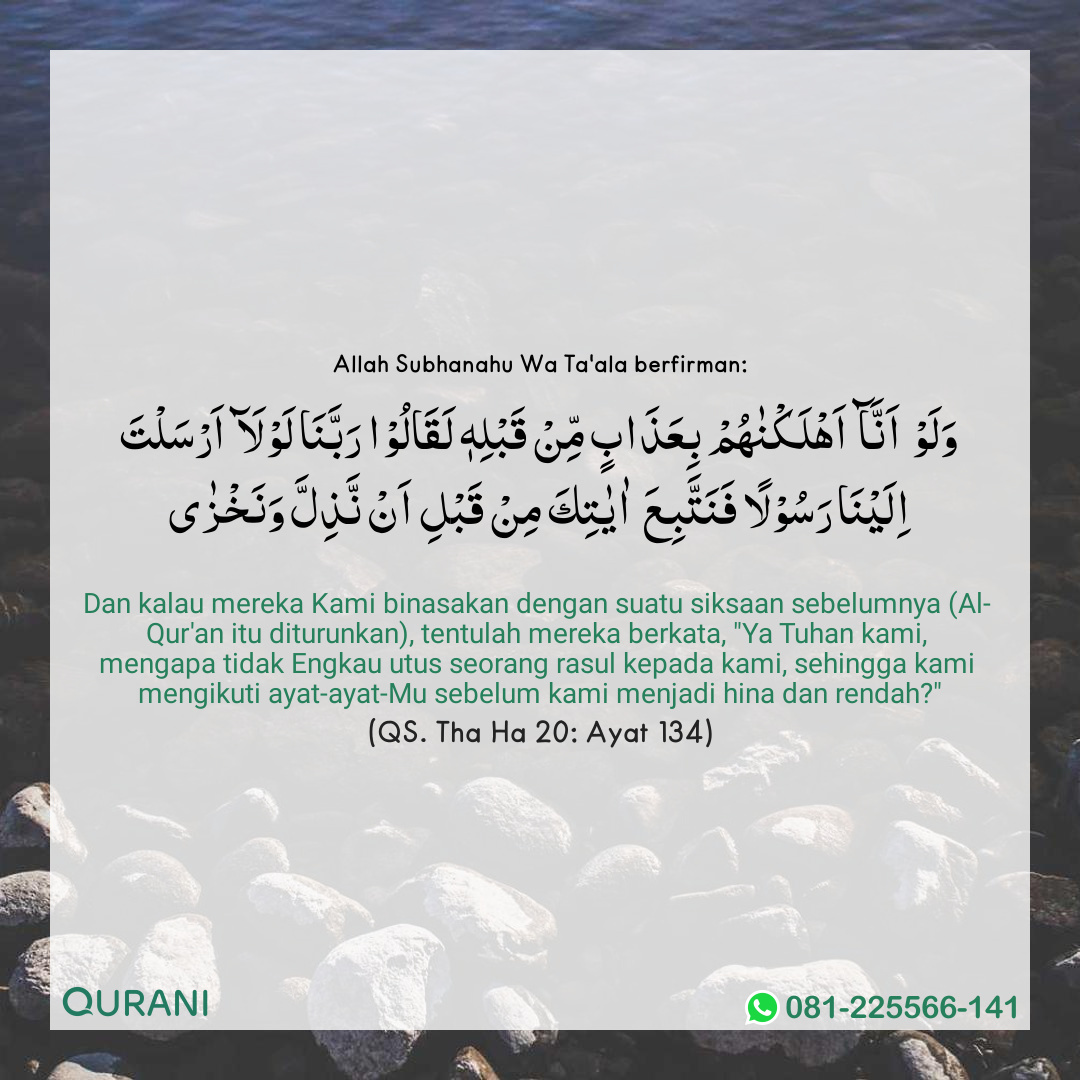 Allah Subhanahu Wa Ta'ala berfirman:
وَلَوْ اَنَّاۤ اَهْلَكْنٰهُمْ بِعَذَابٍ مِّنْ قَبْلِهٖ لَقَالُوْا رَبَّنَا لَوْلَاۤ اَرْسَلْتَ
اِلَيْنَا رَسُوْلًا فَنَتَّبِعَ اٰيٰتِكَ مِنْ قَبْلِ اَنْ نَّذِلَّ وَنَخْزٰى
Dan kalau mereka Kami binasakan dengan suatu siksaan sebelumnya (Al-
Qur'an itu diturunkan), tentulah mereka berkata, "Ya Tuhan kami,
mengapa tidak Engkau utus seorang rasul kepada kami, sehingga kami
mengikuti ayat-ayat-Mu sebelum kami menjadi hina dan rendah?"
(QS. Tha Ha 20: Ayat 134)
QURANI
081-225566-141